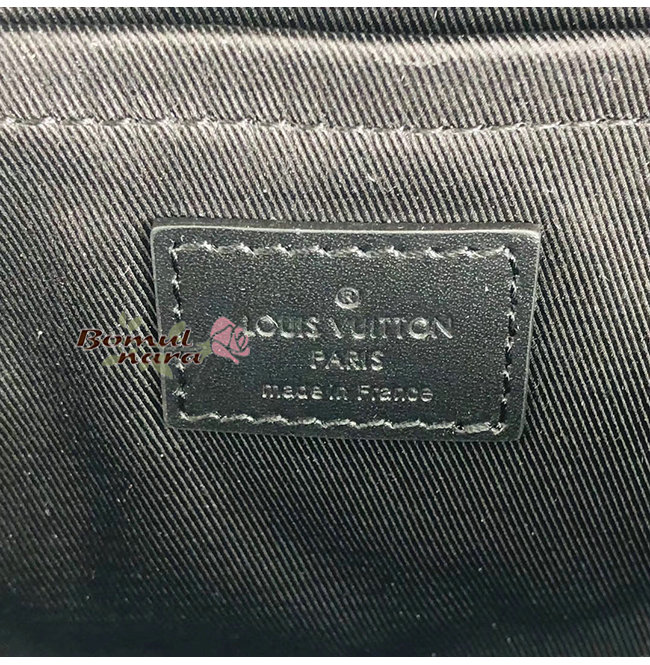 ®
LOUIS VUITTON
PARIS
made in France
Bomul
nara